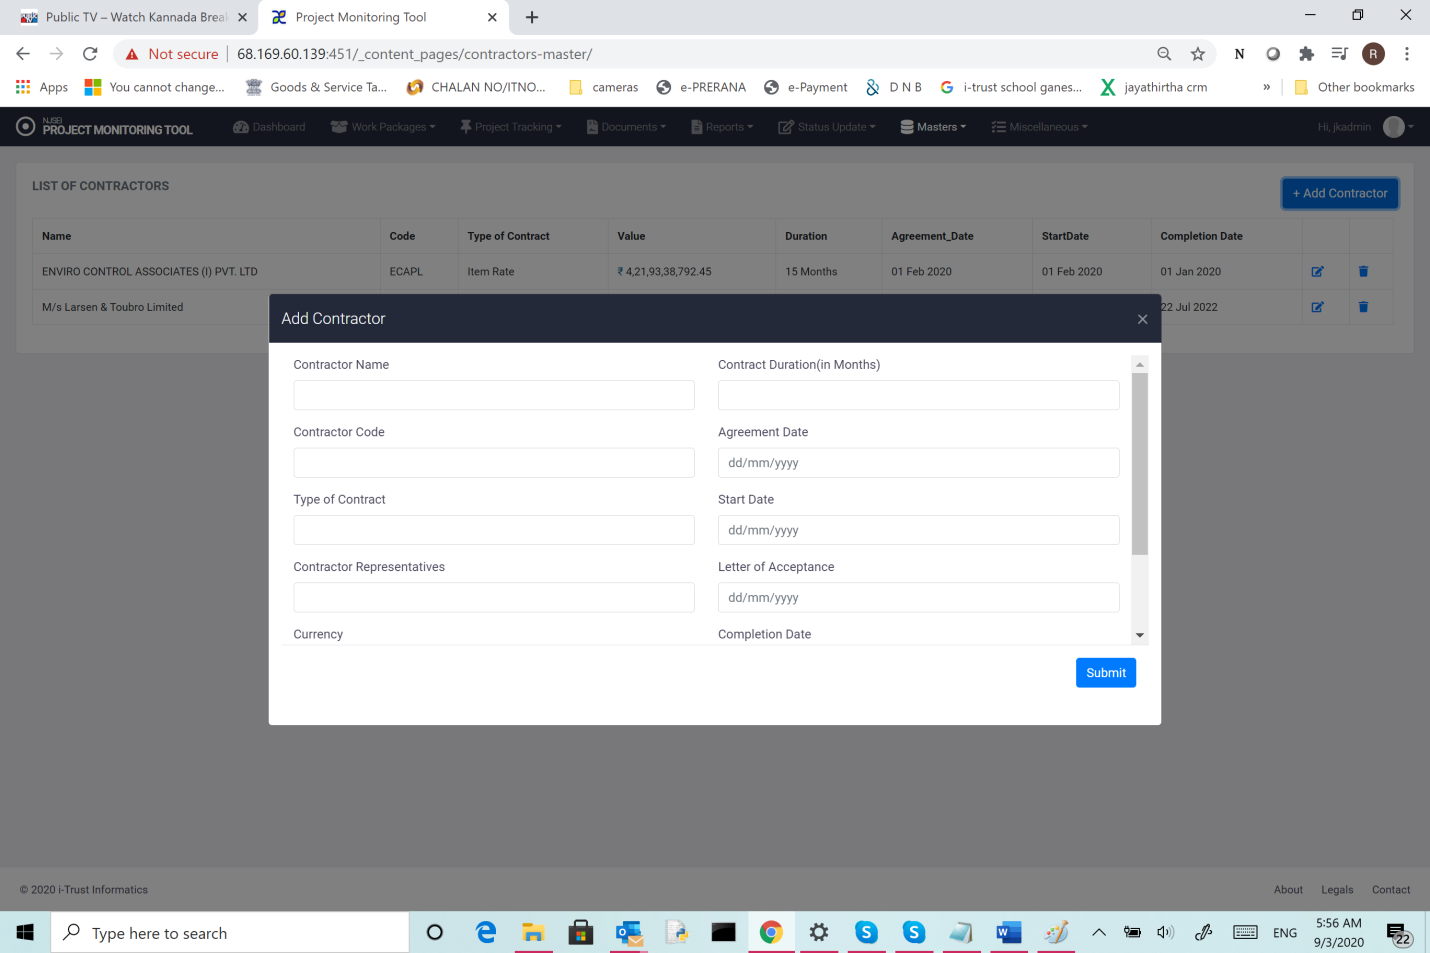 Public TV – Watch Kannada Brea
Project Monitoring Tool
Not secure
68.169.60.139:451/_content_pages/contractors-master/
N
R
Apps
You cannot change...
Goods & Service Ta...
CHALAN NO/ITNO...
cameras
e-PRERANA
e-Payment
D N B
i-trust school ganes...
jayathirtha crm
»
Other bookmarks
NJSEI
PROJECT MONITORING TOOL
Dashboard
Work Packages
Project Tracking
Documents
Reports
Status Update
Masters
Miscellaneous
Hi, jkadmin
LIST OF CONTRACTORS
+ Add Contractor
Name Code Type of Contract Value Duration Agreement_Date StartDate Completion Date
ENVIRO CONTROL ASSOCIATES (I) PVT. LTD ECAPL Item Rate ₹ 4,21,93,38,792.45 15 Months 01 Feb 2020 01 Feb 2020 01 Jan 2020
M/s Larsen & Toubro Limited 22 Jul 2022
Add Contractor
×
Contractor Name
Contract Duration(in Months)
Contractor Code
Agreement Date
dd/mm/yyyy
Type of Contract
Start Date
dd/mm/yyyy
Contractor Representatives
Letter of Acceptance
dd/mm/yyyy
Currency
Completion Date
Submit
© 2020 i-Trust Informatics
About
Legals
Contact
Type here to search
ENG
5:56 AM
9/3/2020
22